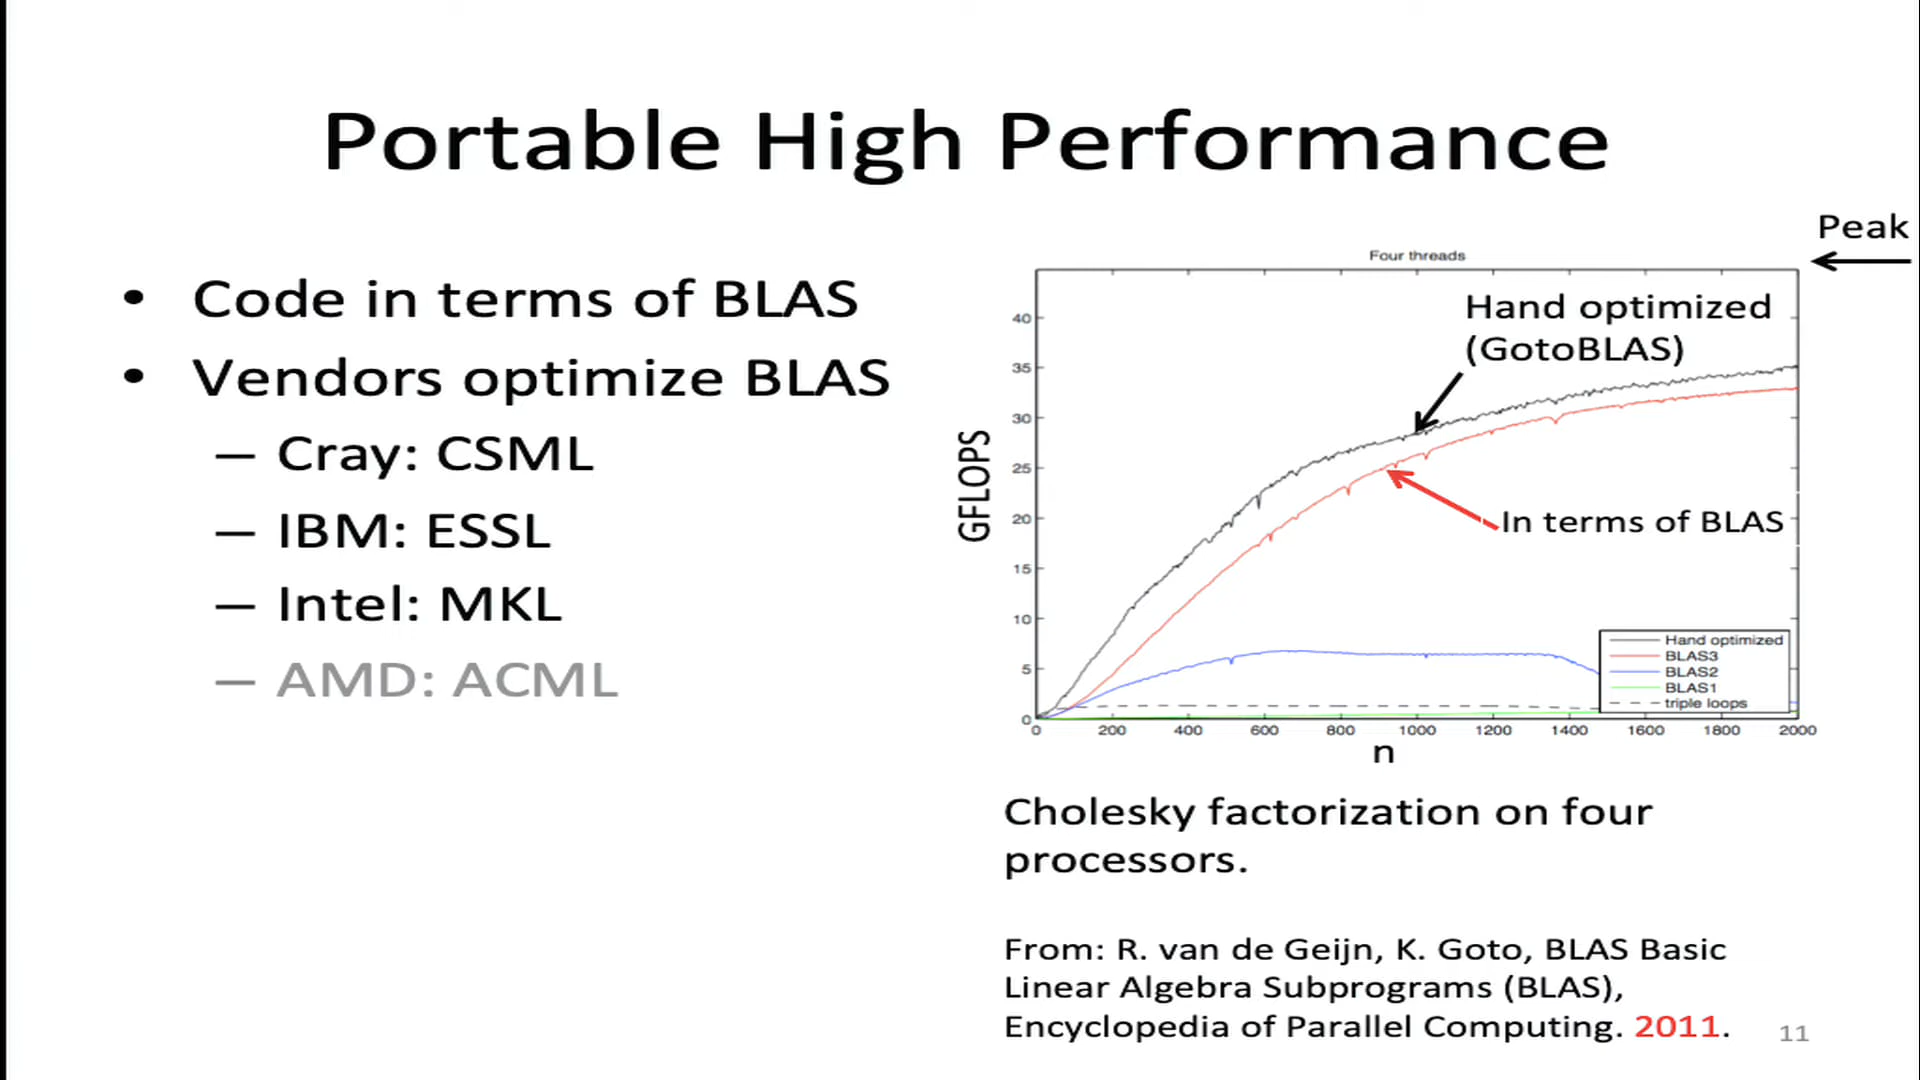 Portable High Performance
• Code in terms of BLAS
• Vendors optimize BLAS
– Cray: CSML
– IBM: ESSL
– Intel: MKL
– AMD: ACML
Peak
Four threads
Hand optimized
(GotoBLAS)
In terms of BLAS
GFLOPS
40
35
30
25
20
15
10
5
0
Hand optimized
BLAS3
BLAS2
BLAS1
triple loops
0 200 400 600 800 1000 1200 1400 1600 1800 2000
n
Cholesky factorization on four
processors.
From: R. van de Geijn, K. Goto, BLAS Basic
Linear Algebra Subprograms (BLAS),
Encyclopedia of Parallel Computing. 2011.
11